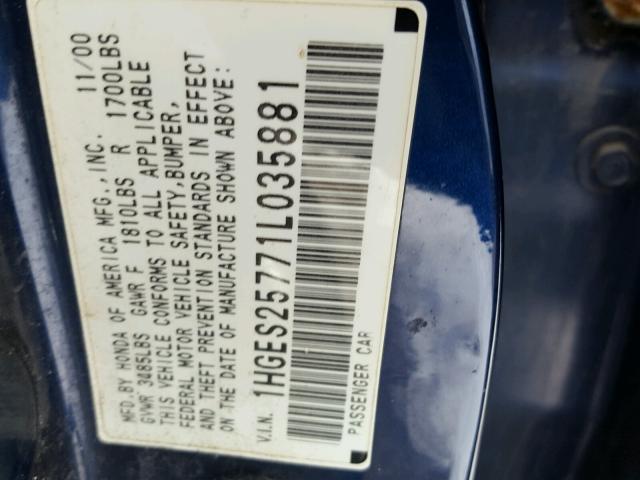 MFD.BY HONDA OF AMERICA MFG.,INC. 11/00
GVWR 3085LBS GAWR F 1810LBS R 1700LBS
THIS VEHICLE CONFORMS TO ALL APPLICABLE
FEDERAL MOTOR VEHICLE SAFETY,BUMPER,
AND THEFT PREVENTION STANDARDS IN EFFECT
ON THE DATE OF MANUFACTURE SHOWN ABOVE:
V.I.N. 1HGES25771L035881
PASSENGER CAR